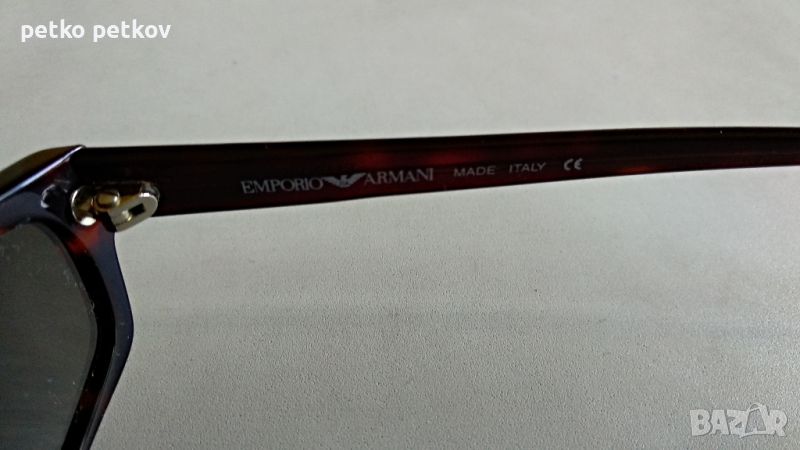 petko petkov
EMPORIO ARMANI MADE ITALY CE
BAZAR